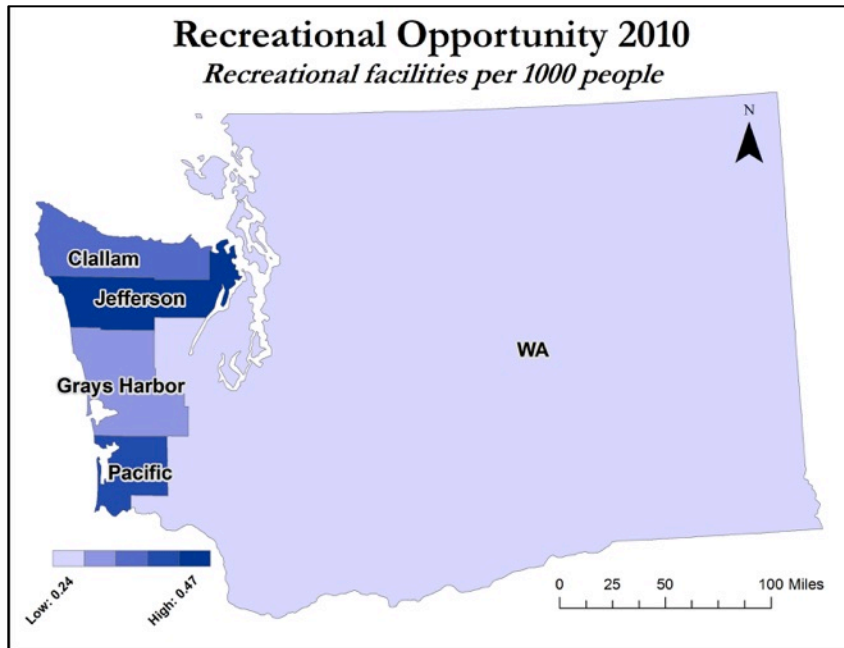 Recreational Opportunity 2010
Recreational facilities per 1000 people
N
Clallam
Jefferson
WA
Grays Harbor
Pacific
Low: 0.24
High: 0.47
0 25 50 100 Miles